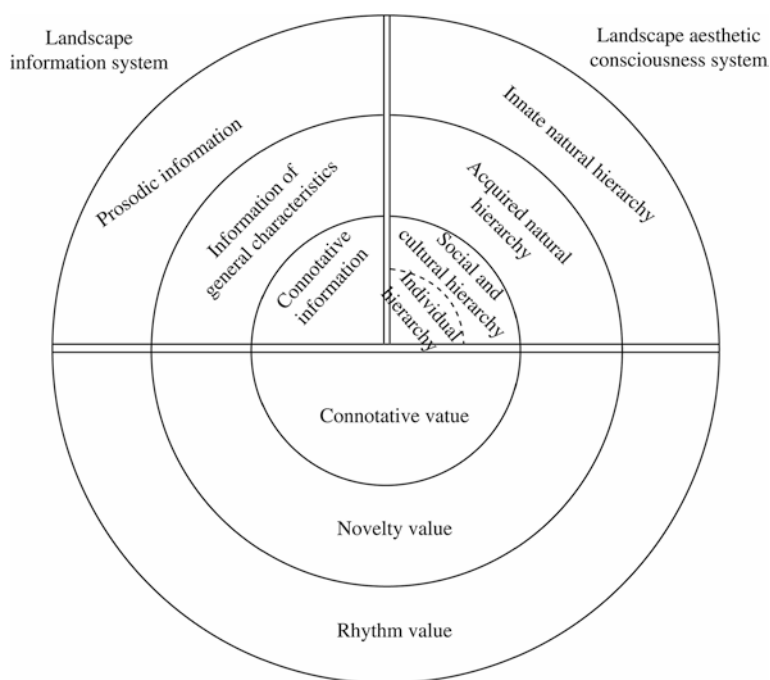 Landscape
information system
Landscape aesthetic
consciousness system
Prosodic information
Innate natural hierarchy
Information of
general characteristics
Acquired natural
hierarchy
Connotative
information
Social and
cultural hierarchy
Individual
hierarchy
Connotative vatue
Novelty value
Rhythm value